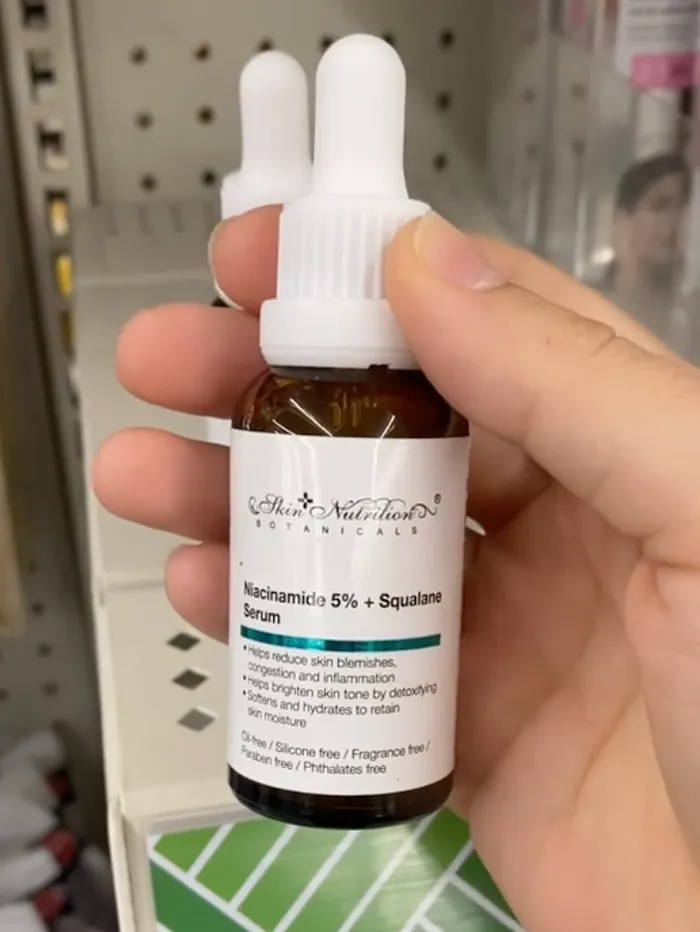 Skin Nutrition ®
BOTANICALS
Niacinamide 5% + Squalane
Serum
• Helps reduce skin blemishes,
congestion and inflammation
• Helps brighten skin tone by detoxifying
• Softens and hydrates to retain
skin moisture
Oil-free / Silicone free / Fragrance free /
Paraben free / Phthalates free